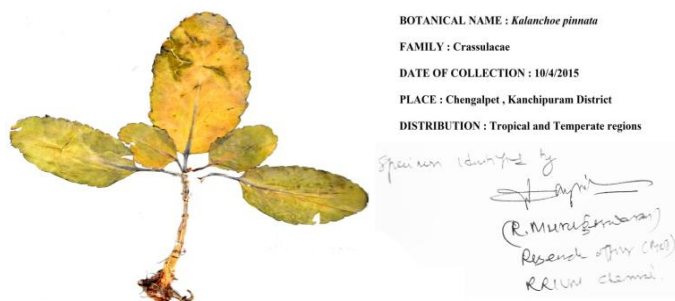 BOTANICAL NAME : Kalanchoe pinnata
FAMILY : Crassulacae
DATE OF COLLECTION : 10/4/2015
PLACE : Chengalpet , Kanchipuram District
DISTRIBUTION : Tropical and Temperate regions
Specimen identified by
(R. Murugeswaran)
Research officer
RRIUM Chennai